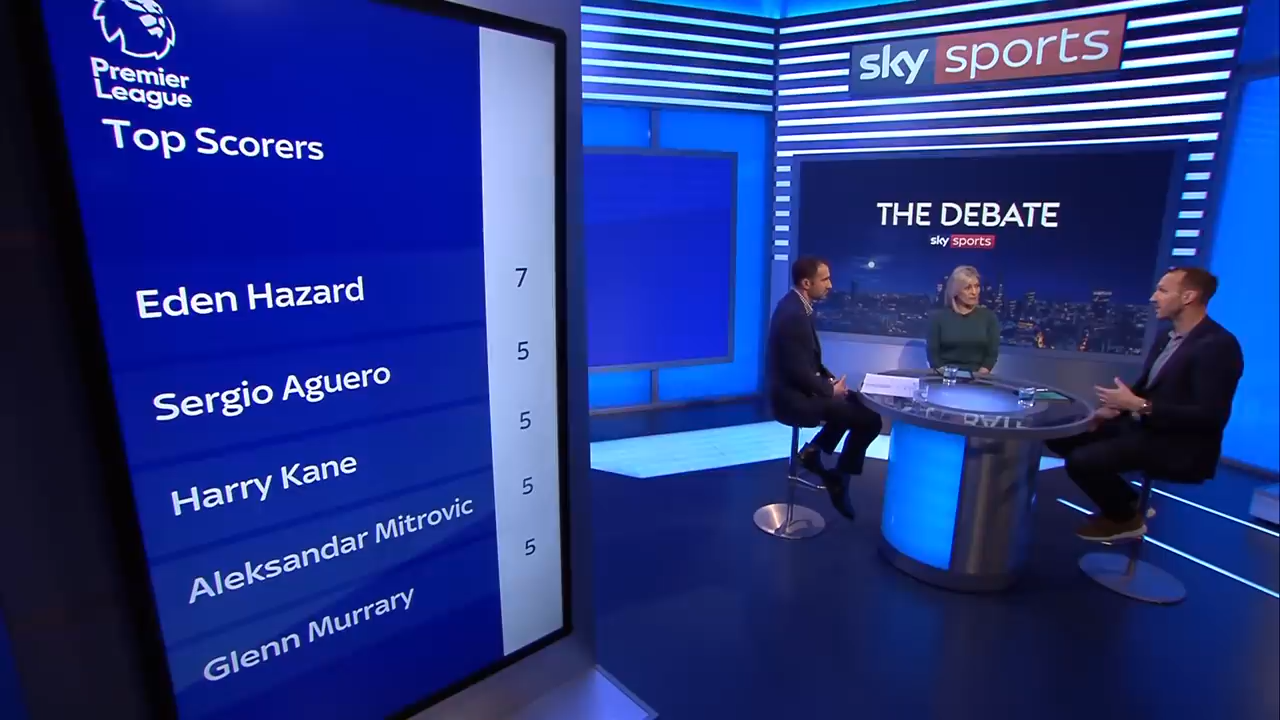 Premier
League
Top Scorers
Eden Hazard 7
Sergio Aguero 5
Harry Kane 5
Aleksandar Mitrovic 5
Glenn Murrary 5
sky sports
THE DEBATE
sky sports